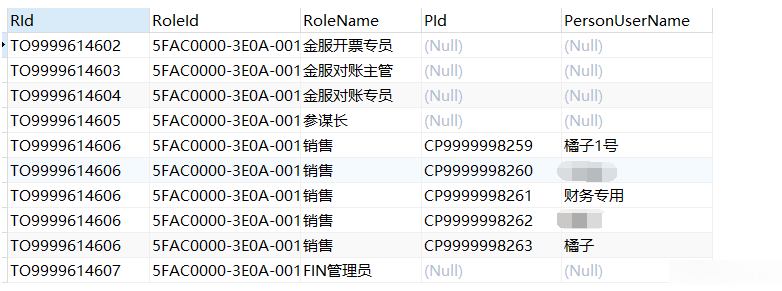 RId RoleId RoleName PId PersonUserName
TO9999614602 5FAC0000-3E0A-001 金服开票专员 (Null) (Null)
TO9999614603 5FAC0000-3E0A-001 金服对账主管 (Null) (Null)
TO9999614604 5FAC0000-3E0A-001 金服对账专员 (Null) (Null)
TO9999614605 5FAC0000-3E0A-001 参谋长 (Null) (Null)
TO9999614606 5FAC0000-3E0A-001 销售 CP9999998259 橘子1号
TO9999614606 5FAC0000-3E0A-001 销售 CP9999998260
TO9999614606 5FAC0000-3E0A-001 销售 CP9999998261 财务专用
TO9999614606 5FAC0000-3E0A-001 销售 CP9999998262
TO9999614606 5FAC0000-3E0A-001 销售 CP9999998263 橘子
TO9999614607 5FAC0000-3E0A-001 FIN管理员 (Null) (Null)